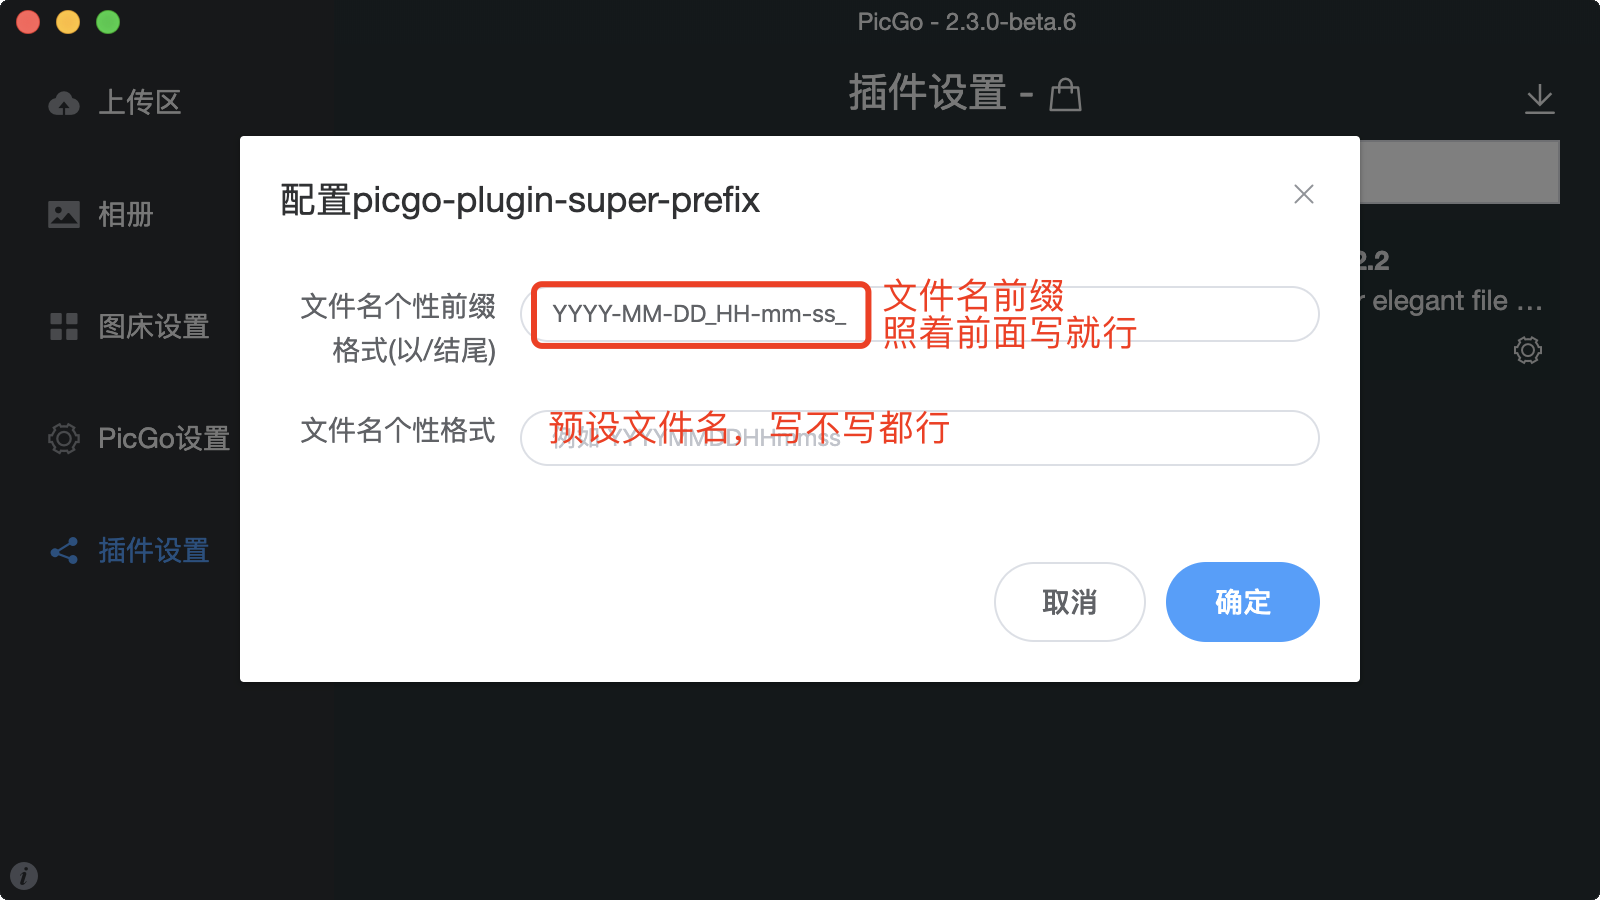 PicGo - 2.3.0-beta.6
上传区
相册
图床设置
PicGo设置
插件设置
插件设置 -
2.2
r elegant file ...
配置picgo-plugin-super-prefix
文件名个性前缀
格式(以/结尾)
YYYY-MM-DD_HH-mm-ss_
文件名前缀
照着前面写就行
文件名个性格式
例如 YYYYMMDDHHmmss
预设文件名，写不写都行
取消
确定